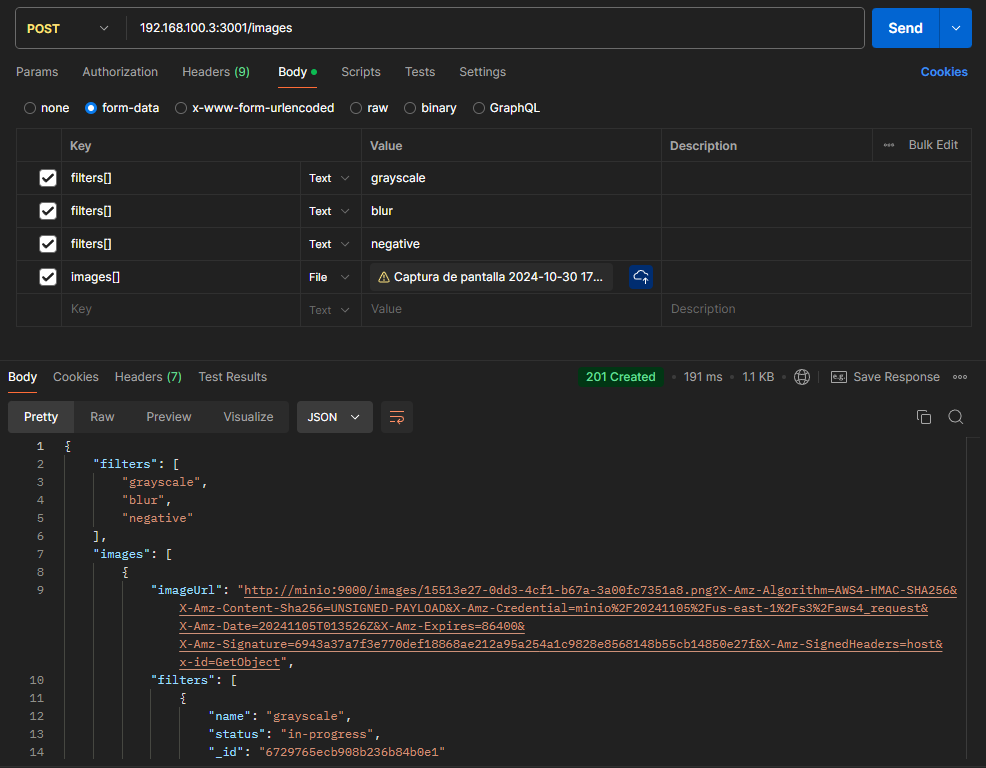 POST 192.168.100.3:3001/images Send
Params Authorization Headers (9) Body Scripts Tests Settings Cookies
none form-data x-www-form-urlencoded raw binary GraphQL
Key Value Description Bulk Edit
filters[] Text grayscale
filters[] Text blur
filters[] Text negative
images[] File Captura de pantalla 2024-10-30 17...
Key Text Value Description
Body Cookies Headers (7) Test Results 201 Created 191 ms 1.1 KB Save Response
Pretty Raw Preview Visualize JSON
1 {
2 "filters": [
3 "grayscale",
4 "blur",
5 "negative"
6 ],
7 "images": [
8 {
9 "imageUrl": "http://minio:9000/images/15513e27-0dd3-4cf1-b67a-3a00fc7351a8.png?X-Amz-Algorithm=AWS4-HMAC-SHA256&
X-Amz-Content-Sha256=UNSIGNED-PAYLOAD&X-Amz-Credential=minio%2F20241105%2Fus-east-1%2Fs3%2Faws4_request&
X-Amz-Date=20241105T013526Z&X-Amz-Expires=86400&
X-Amz-Signature=6943a37a7f3e770def18868ae212a95a254a1c9828e8568148b55cb14850e27f&X-Amz-SignedHeaders=host&
x-id=GetObject",
10 "filters": [
11 {
12 "name": "grayscale",
13 "status": "in-progress",
14 "_id": "6729765ecb908b236b84b0e1"